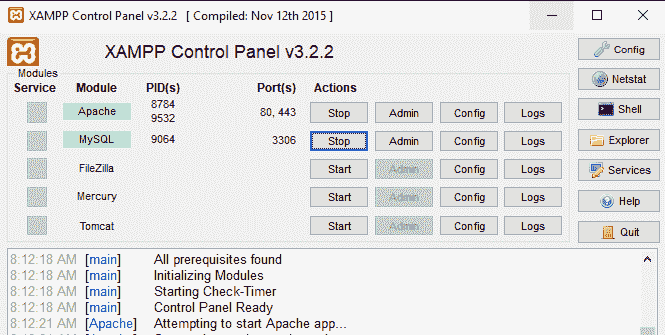 XAMPP Control Panel v3.2.2 [ Compiled: Nov 12th 2015 ]
XAMPP Control Panel v3.2.2
Config
Modules
Service Module PID(s) Port(s) Actions
Netstat
Apache 8784 9532 80, 443 Stop Admin Config Logs
Shell
MySQL 9064 3306 Stop Admin Config Logs
Explorer
FileZilla Start Admin Config Logs
Services
Mercury Start Admin Config Logs
Help
Tomcat Start Admin Config Logs
Quit
8:12:18 AM [main] All prerequisites found
8:12:18 AM [main] Initializing Modules
8:12:18 AM [main] Starting Check-Timer
8:12:18 AM [main] Control Panel Ready
8:12:21 AM [Apache] Attempting to start Apache app...